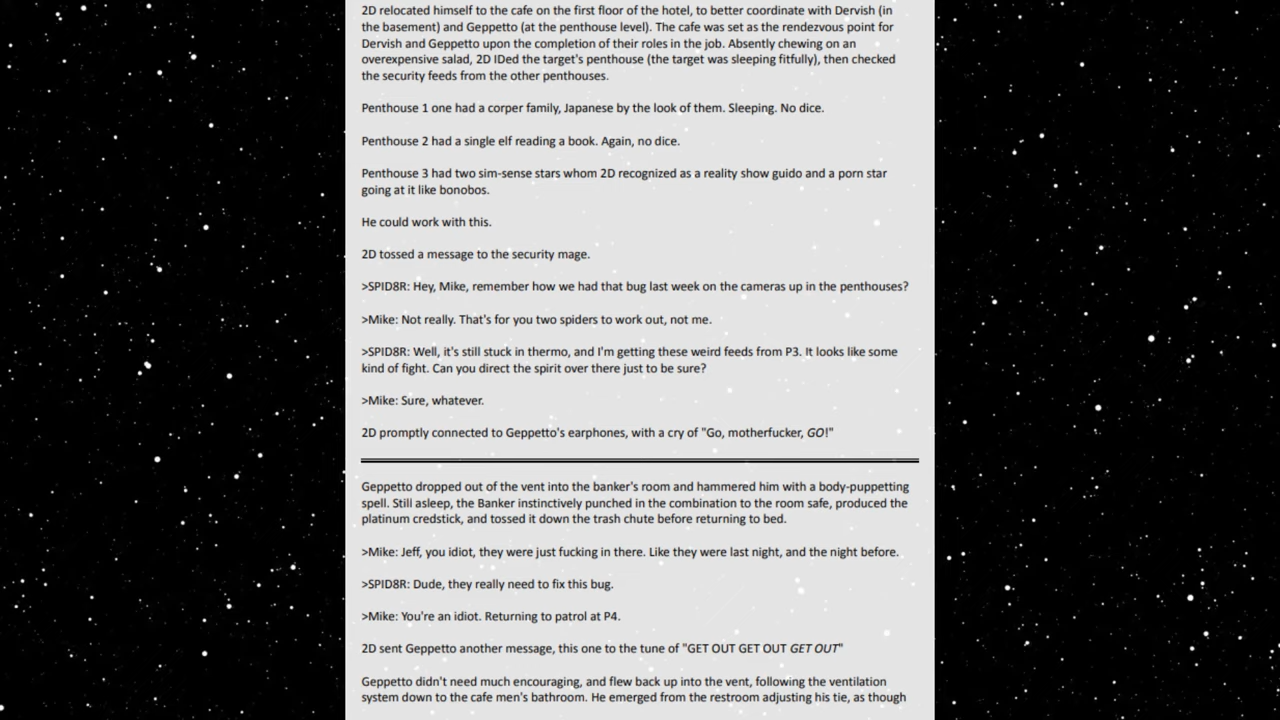 2D relocated himself to the cafe on the first floor of the hotel, to better coordinate with Dervish (in
the basement) and Geppetto (at the penthouse level). The cafe was set as the rendezvous point for
Dervish and Geppetto upon the completion of their roles in the job. Absently chewing on an
overexpensive salad, 2D IDed the target's penthouse (the target was sleeping fitfully), then checked
the security feeds from the other penthouses.
Penthouse 1 one had a corper family, Japanese by the look of them. Sleeping. No dice.
Penthouse 2 had a single elf reading a book. Again, no dice.
Penthouse 3 had two sim-sense stars whom 2D recognized as a reality show guido and a porn star
going at it like bonobos.
He could work with this.
2D tossed a message to the security mage.
>SPID8R: Hey, Mike, remember how we had that bug last week on the cameras up in the penthouses?
>Mike: Not really. That's for you two spiders to work out, not me.
>SPID8R: Well, it's still stuck in thermo, and I'm getting these weird feeds from P3. It looks like some
kind of fight. Can you direct the spirit over there just to be sure?
>Mike: Sure, whatever.
2D promptly connected to Geppetto's earphones, with a cry of "Go, motherfucker, GO!"
Geppetto dropped out of the vent into the banker's room and hammered him with a body-puppetting
spell. Still asleep, the Banker instinctively punched in the combination to the room safe, produced the
platinum credstick, and tossed it down the trash chute before returning to bed.
>Mike: Jeff, you idiot, they were just fucking in there. Like they were last night, and the night before.
>SPID8R: Dude, they really need to fix this bug.
>Mike: You're an idiot. Returning to patrol at P4.
2D sent Geppetto another message, this one to the tune of "GET OUT GET OUT GET OUT"
Geppetto didn't need much encouraging, and flew back up into the vent, following the ventilation
system down to the cafe men's bathroom. He emerged from the restroom adjusting his tie, as though